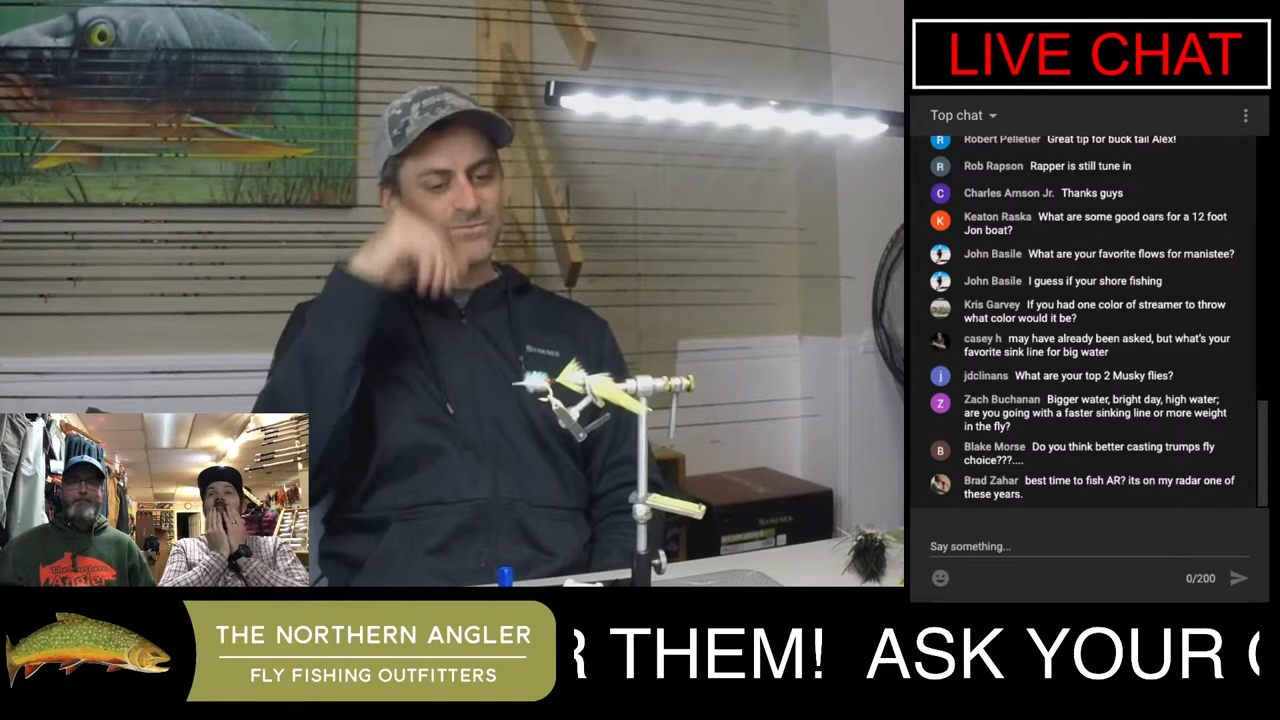 LIVE CHAT
Top chat
Robert Pelletier Great tip for buck tail Alex!
Rob Rapson Rapper is still tune in
Charles Arnson Jr. Thanks guys
Keaton Raska What are some good oars for a 12 foot
Jon boat?
John Basile What are your favorite flows for manistee?
John Basile I guess if your shore fishing
Kris Garvey If you had one color of streamer to throw
what color would it be?
casey h may have already been asked, but what's your
favorite sink line for big water
jdclinans What are your top 2 Musky flies?
Zach Buchanan Bigger water, bright day, high water;
are you going with a faster sinking line or more weight
in the fly?
Blake Morse Do you think better casting trumps fly
choice???....
Brad Zahar best time to fish AR? its on my radar one of
these years.
Say something...
0/200
SIMMS
SIMMS
The Northern
Angler
THE NORTHERN ANGLER
FLY FISHING OUTFITTERS
R THEM! ASK YOUR